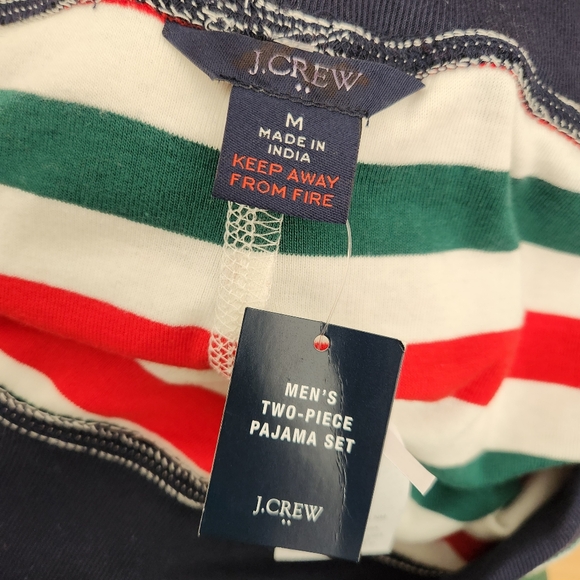 J.CREW
M
MADE IN
INDIA
KEEP AWAY
FROM FIRE
MEN'S
TWO-PIECE
PAJAMA SET
J.CREW